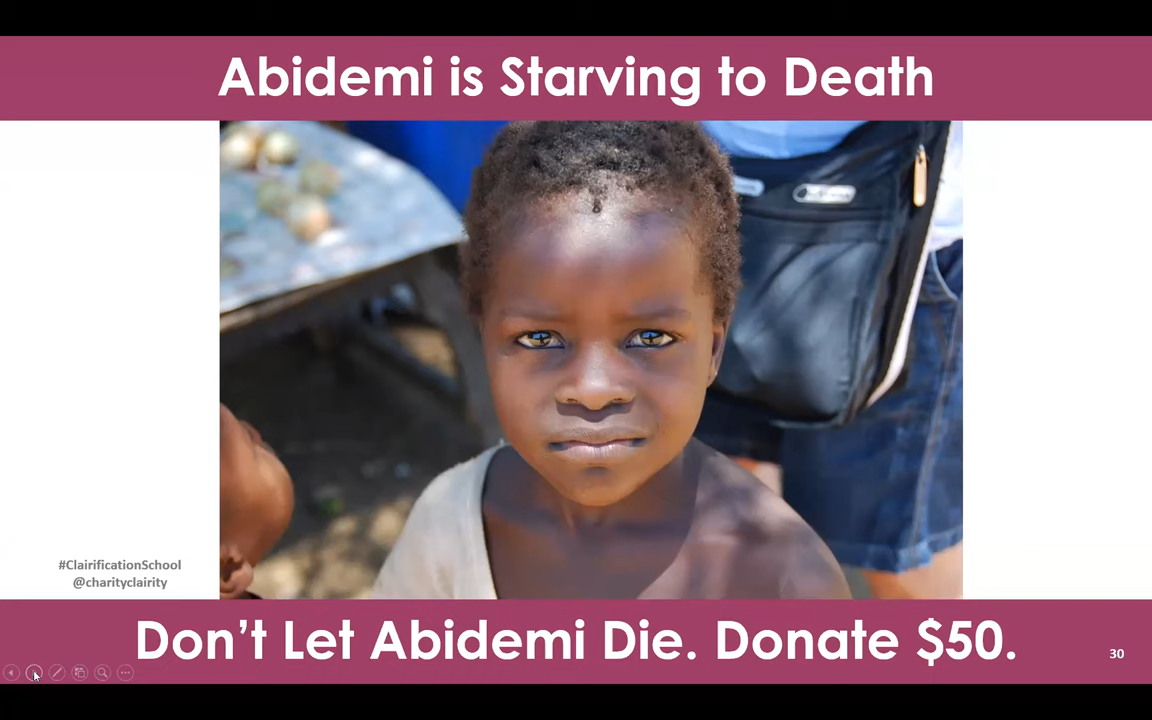 Abidemi is Starving to Death
#ClairificationSchool
@charityclairity
Don't Let Abidemi Die. Donate $50.
30